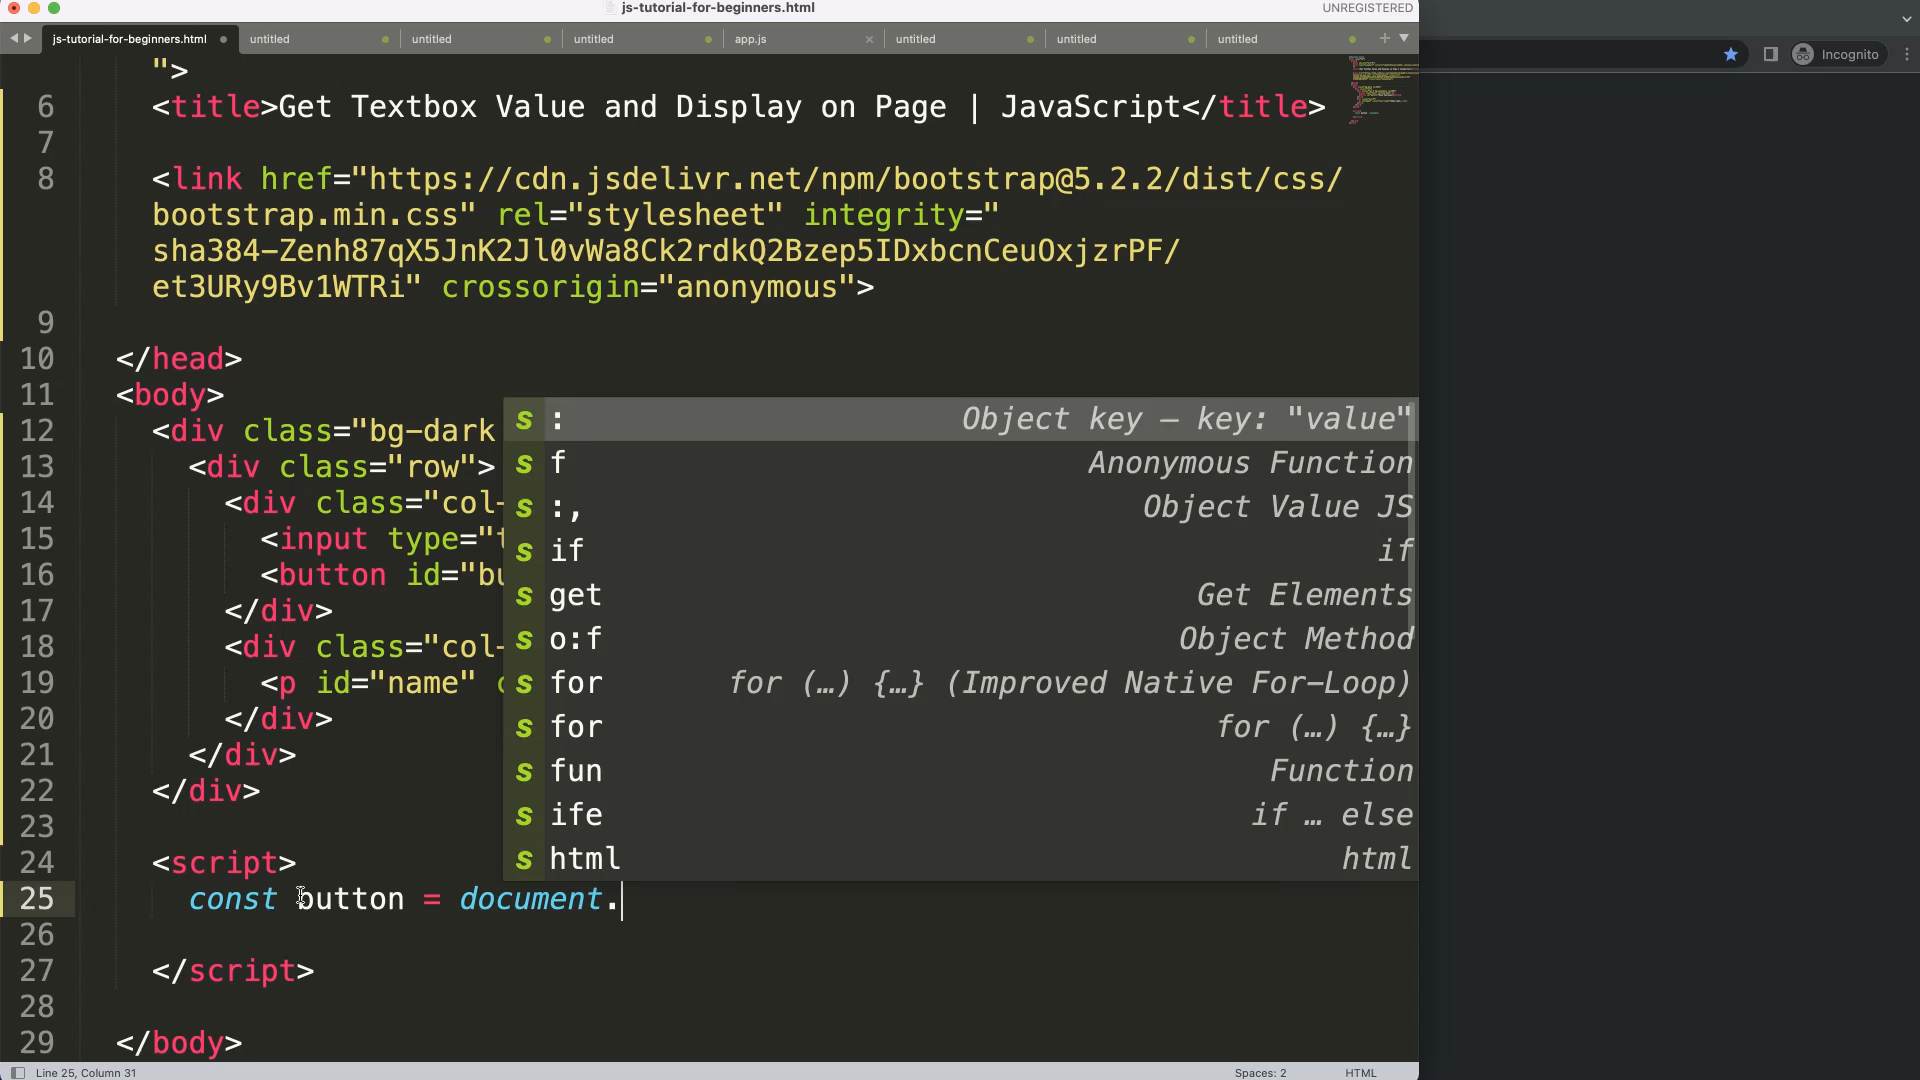 js-tutorial-for-beginners.html
UNREGISTERED
js-tutorial-for-beginners.html untitled untitled untitled app.js untitled untitled untitled
Incognito
">
6 <title>Get Textbox Value and Display on Page | JavaScript</title>
7
8 <link href="https://cdn.jsdelivr.net/npm/bootstrap@5.2.2/dist/css/
bootstrap.min.css" rel="stylesheet" integrity="
sha384-Zenh87qX5JnK2Jl0vWa8Ck2rdkQ2Bzep5IDxbcnCeuOxjzrPF/
et3URy9Bv1WTRi" crossorigin="anonymous">
9
10 </head>
11 <body>
12 <div class="bg-dark
13 <div class="row">
14 <div class="col-
15 <input type="t
16 <button id="bu
17 </div>
18 <div class="col-
19 <p id="name" c
20 </div>
21 </div>
22 </div>
23
24 <script>
25 const button = document.
26
27 </script>
28
29 </body>
s : Object key – key: "value"
s f Anonymous Function
s :, Object Value JS
s if if
s get Get Elements
s o:f Object Method
s for for (…) {…} (Improved Native For-Loop)
s for for (…) {…}
s fun Function
s ife if … else
s html html
Line 25, Column 31
Spaces: 2
HTML